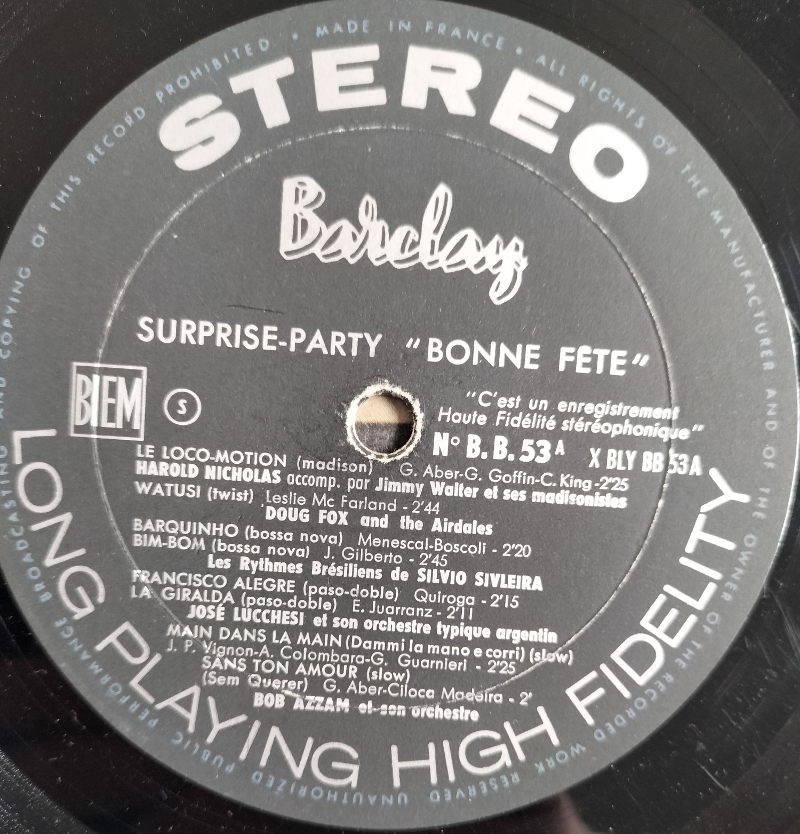 MADE IN FRANCE • ALL RIGHTS OF THE MANUFACTURER AND OF THE OWNER OF THE RECORDED WORK RESERVED
UNAUTHORIZED PUBLIC PERFORMANCE BROADCASTING AND COPYING OF THIS RECORD PROHIBITED •
STEREO
Barclay
SURPRISE-PARTY "BONNE FÊTE"
BIEM
S
"C'est un enregistrement
Haute Fidélité stéréophonique"
N° B.B. 53 A X BLY BB 53A
LE LOCO-MOTION (madison) G. Aber-G. Goffin-C. King - 2'25
HAROLD NICHOLAS accomp. par Jimmy Walter et ses madisonistes
WATUSI (twist) Leslie Mc Farland - 2'44
DOUG FOX and the Airdales
BARQUINHO (bossa nova) Menescal-Boscoli - 2'20
BIM-BOM (bossa nova) J. Gilberto - 2'45
Les Rythmes Brésiliens de SILVIO SIVLEIRA
FRANCISCO ALEGRE (paso-doble) Quiroga - 2'15
LA GIRALDA (paso-doble) E. Juarranz - 2'11
JOSÉ LUCCHESI et son orchestre typique argentin
MAIN DANS LA MAIN (Dammi la mano e corri) (slow)
J. P. Vignon-A. Colombara-G. Guarnieri - 2'25
SANS TON AMOUR (slow)
(Sem Querer) G. Aber-Ciloca Madeira - 2'
BOB AZZAM et son orchestre
LONG PLAYING HIGH FIDELITY